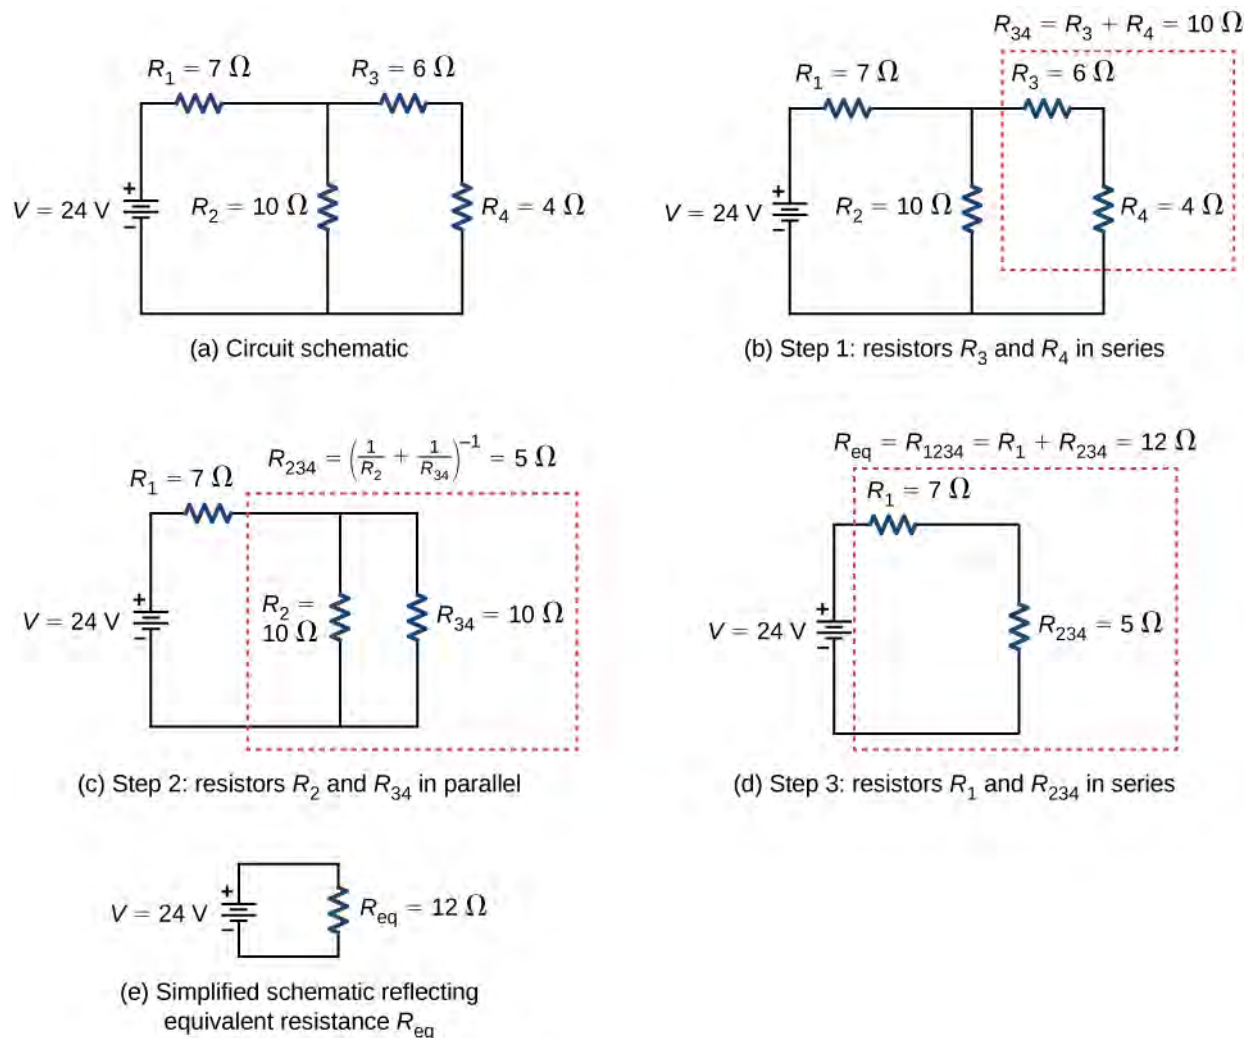 R₁ = 7 Ω
R₃ = 6 Ω
+
V = 24 V
−
R₂ = 10 Ω
R₄ = 4 Ω
(a) Circuit schematic
R₃₄ = R₃ + R₄ = 10 Ω
R₁ = 7 Ω
R₃ = 6 Ω
+
V = 24 V
−
R₂ = 10 Ω
R₄ = 4 Ω
(b) Step 1: resistors R₃ and R₄ in series
R₂₃₄ = (1/R₂ + 1/R₃₄)⁻¹ = 5 Ω
R₁ = 7 Ω
+
V = 24 V
−
R₂ =
10 Ω
R₃₄ = 10 Ω
(c) Step 2: resistors R₂ and R₃₄ in parallel
R_eq = R₁₂₃₄ = R₁ + R₂₃₄ = 12 Ω
R₁ = 7 Ω
+
V = 24 V
−
R₂₃₄ = 5 Ω
(d) Step 3: resistors R₁ and R₂₃₄ in series
+
V = 24 V
−
R_eq = 12 Ω
(e) Simplified schematic reflecting
equivalent resistance R_eq